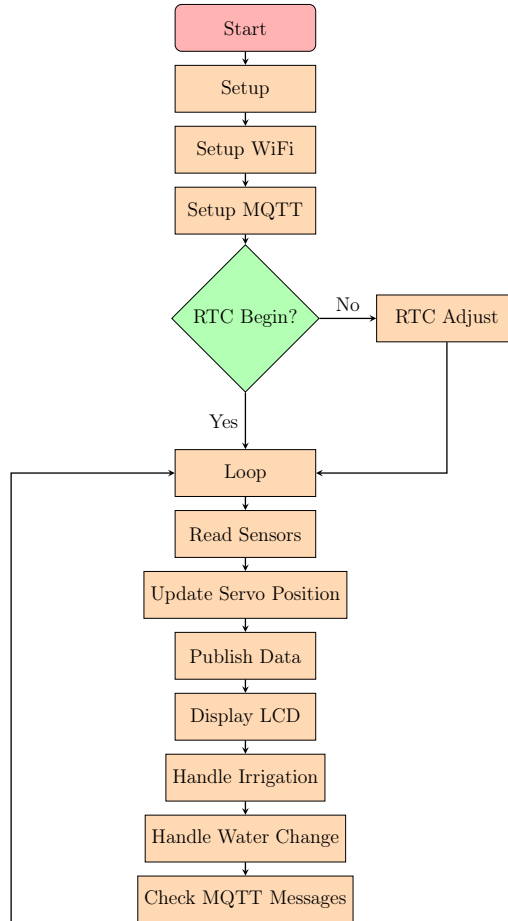 Start
Setup
Setup WiFi
Setup MQTT
RTC Begin?
No
RTC Adjust
Yes
Loop
Read Sensors
Update Servo Position
Publish Data
Display LCD
Handle Irrigation
Handle Water Change
Check MQTT Messages